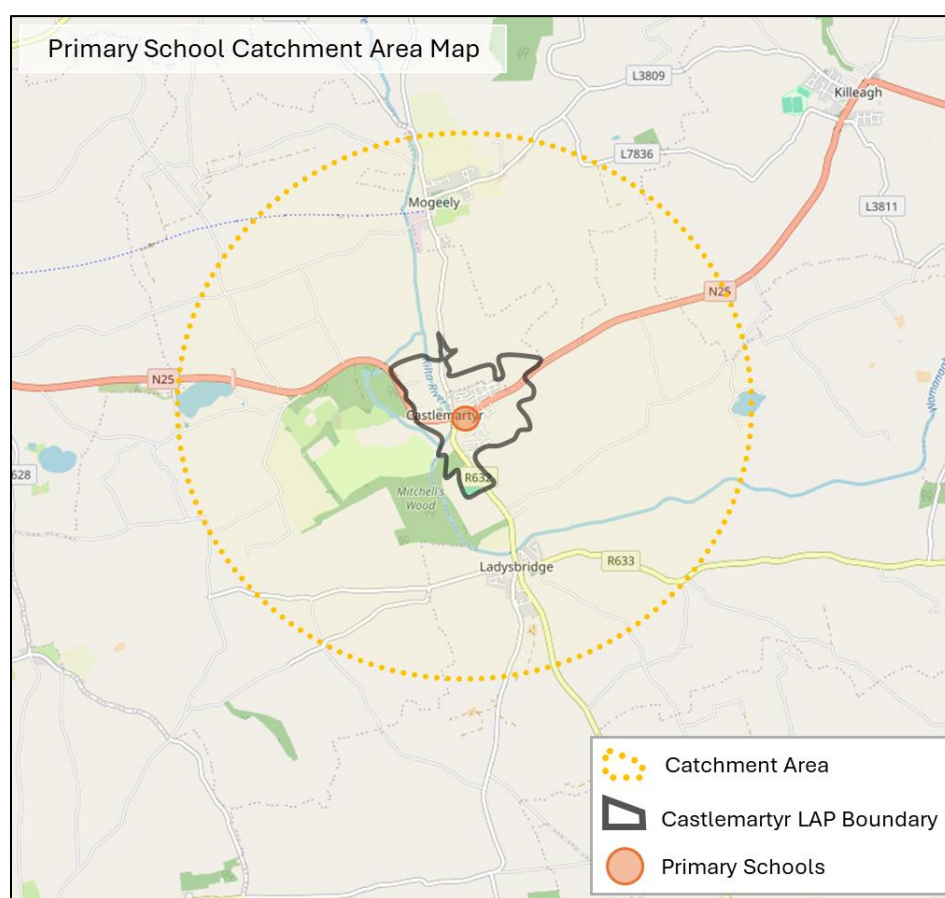 Primary School Catchment Area Map
L3809
Killeagh
L7836
Mogeely
L3811
N25
N25
Castlemartyr
R632
628
Mitchell's
Wood
Ladysbridge
R633
Catchment Area
Castlemartyr LAP Boundary
Primary Schools